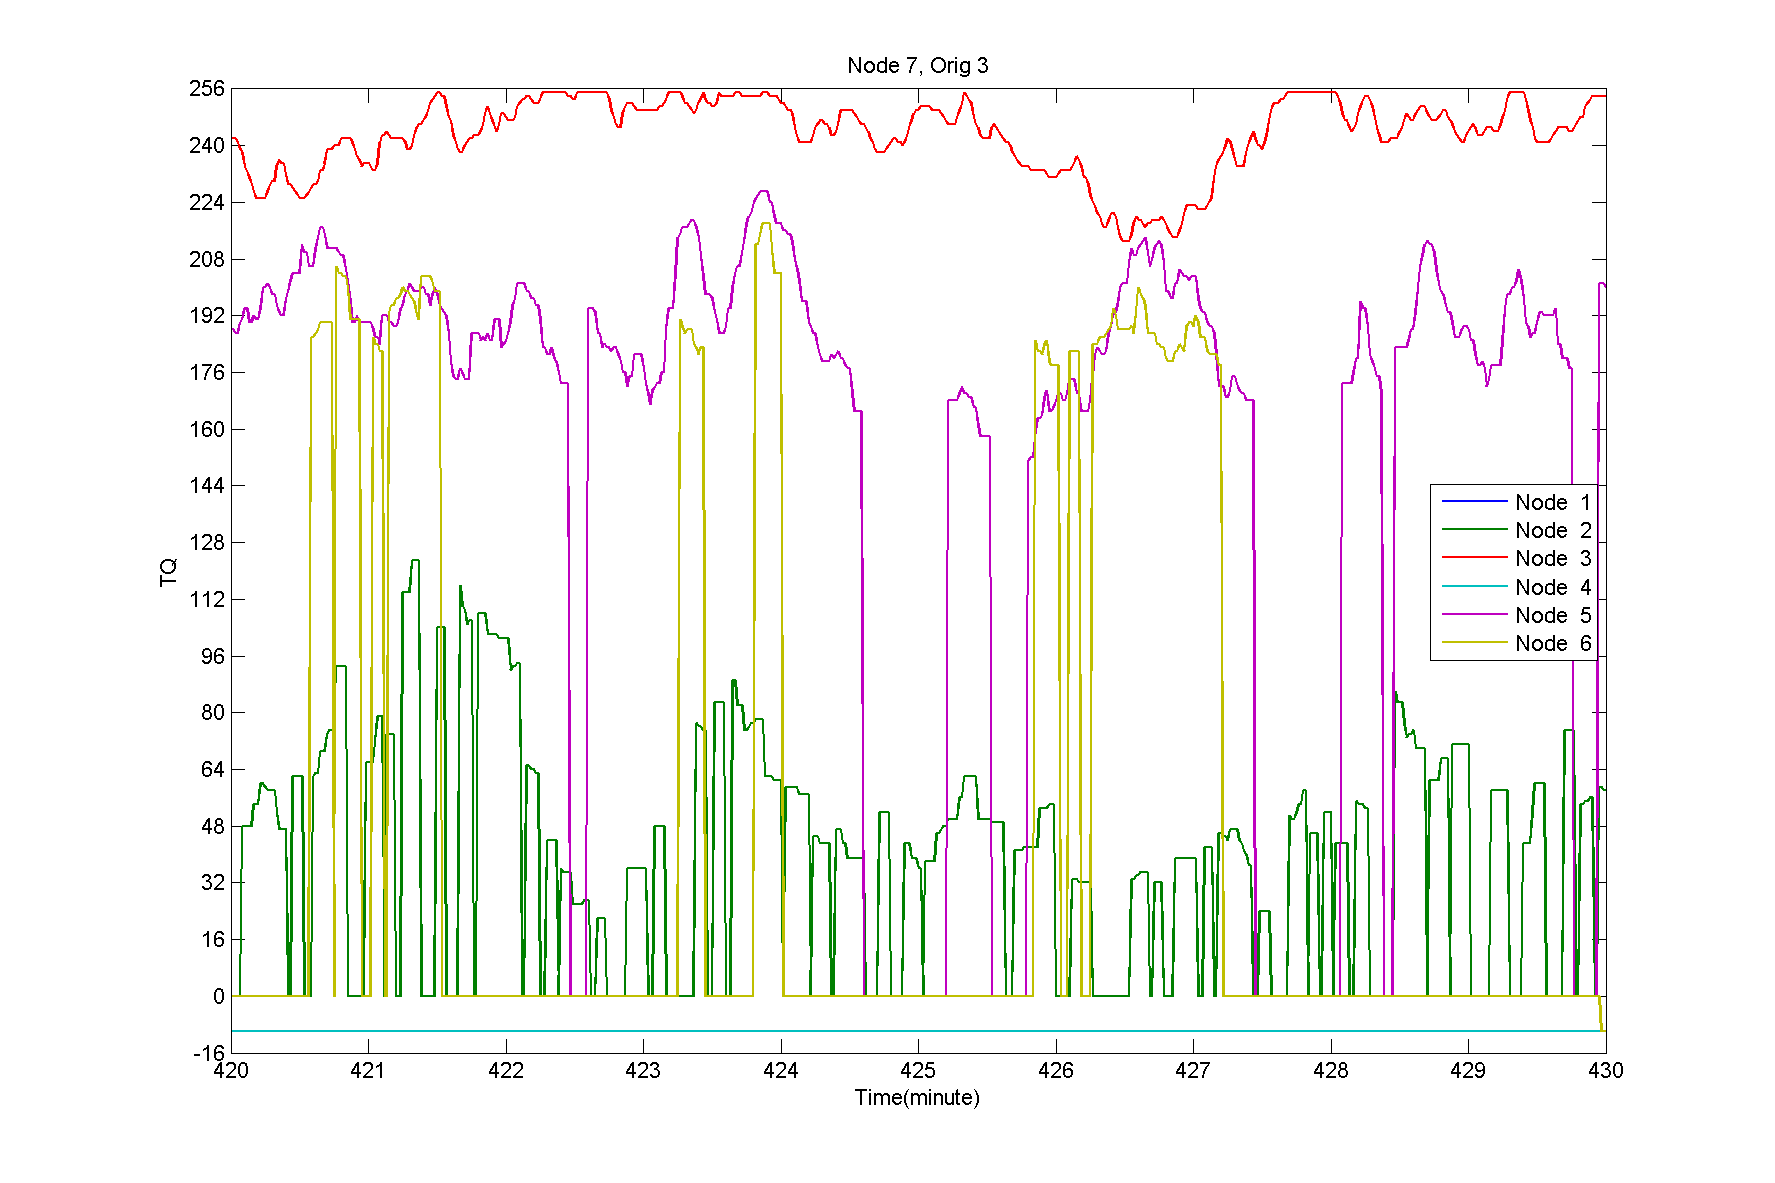 Node 7, Orig 3
256
240
224
208
192
176
160
144
128
112
96
80
64
48
32
16
0
-16
TQ
Node 1
Node 2
Node 3
Node 4
Node 5
Node 6
420 421 422 423 424 425 426 427 428 429 430
Time(minute)